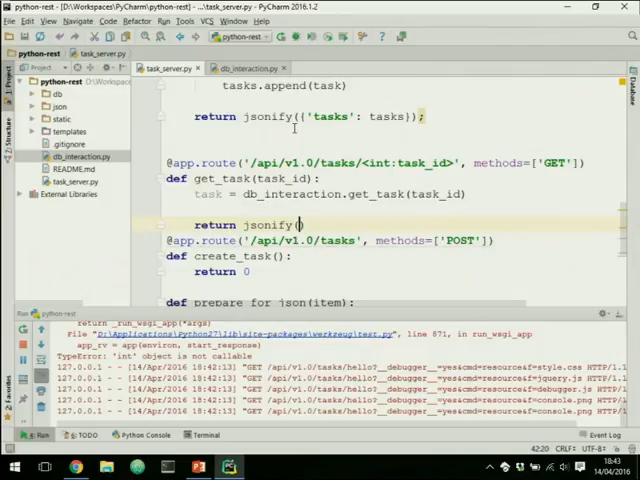 python-rest - [D:\Workspaces\PyCharm\python-rest] - ...\task_server.py - PyCharm 2016.1.2
File Edit View Navigate Code Refactor Run Tools VCS Window Help
python-rest
python-rest task_server.py
1: Project
7: Structure
2: Favorites
Database
Project
python-rest [D:\Workspa
db
json
static
templates
.gitignore
db_interaction.py
README.md
task_server.py
External Libraries
task_server.py
db_interaction.py
tasks.append(task)
return jsonify({'tasks': tasks});
@app.route('/api/v1.0/tasks/<int:task_id>', methods=['GET'])
def get_task(task_id):
task = db_interaction.get_task(task_id)
return jsonify()
@app.route('/api/v1.0/tasks', methods=['POST'])
def create_task():
return 0
def prepare_for_json(item):
Run python-rest
return _run_wsgi_app(*args)
File "D:\Applications\Python27\lib\site-packages\werkzeug\test.py", line 871, in run_wsgi_app
app_rv = app(environ, start_response)
TypeError: 'int' object is not callable
127.0.0.1 - - [14/Apr/2016 18:42:13] "GET /api/v1.0/tasks/hello?__debugger__=yes&cmd=resource&f=style.css HTTP/1.1
127.0.0.1 - - [14/Apr/2016 18:42:13] "GET /api/v1.0/tasks/hello?__debugger__=yes&cmd=resource&f=jquery.js HTTP/1.1
127.0.0.1 - - [14/Apr/2016 18:42:13] "GET /api/v1.0/tasks/hello?__debugger__=yes&cmd=resource&f=debugger.js HTTP/1
127.0.0.1 - - [14/Apr/2016 18:42:13] "GET /api/v1.0/tasks/hello?__debugger__=yes&cmd=resource&f=console.png HTTP/1
127.0.0.1 - - [14/Apr/2016 18:42:13] "GET /api/v1.0/tasks/hello?__debugger__=yes&cmd=resource&f=console.png HTTP/1
4: Run 6: TODO Python Console Terminal Event Log
42:20 CRLF UTF-8
18:43
14/04/2016